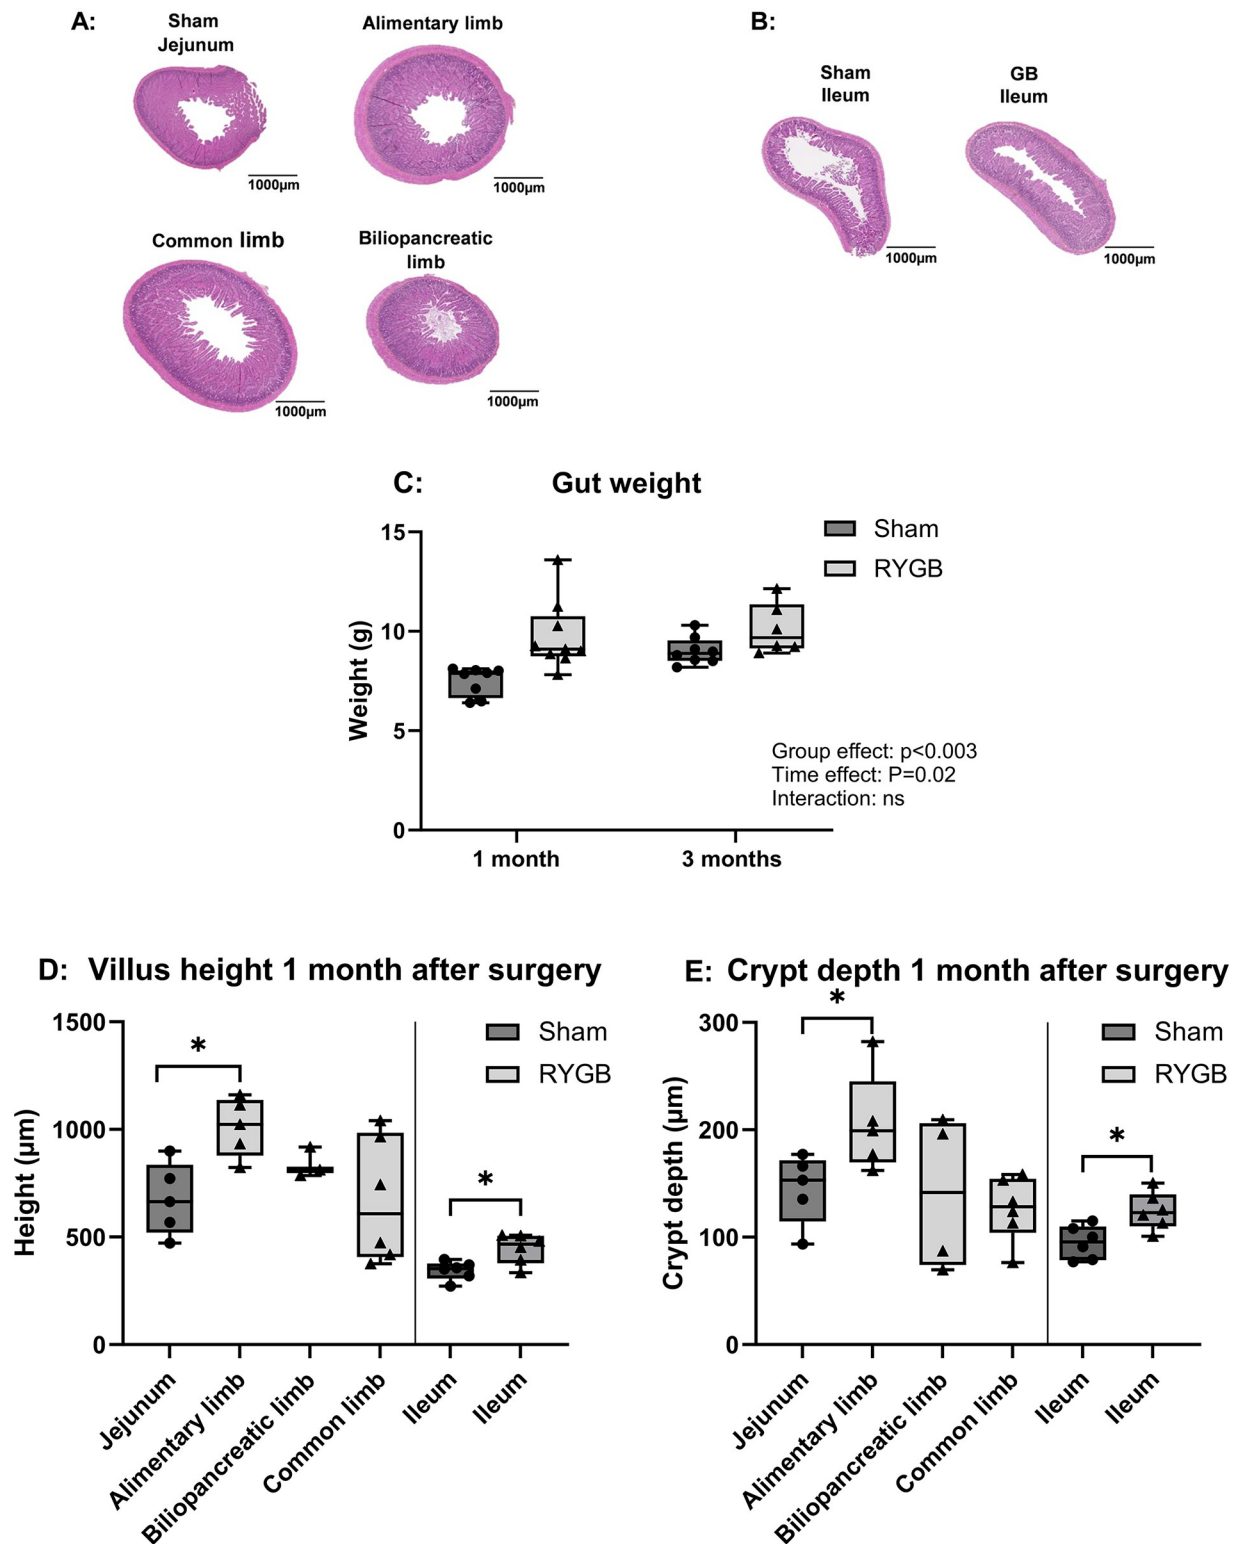 A:
Sham
Jejunum
1000µm
Alimentary limb
1000µm
Common limb
1000µm
Biliopancreatic
limb
1000µm
B:
Sham
Ileum
1000µm
GB
Ileum
1000µm
C: Gut weight
Sham
RYGB
Weight (g)
15
10
5
0
1 month
3 months
Group effect: p<0.003
Time effect: P=0.02
Interaction: ns
D: Villus height 1 month after surgery
Sham
RYGB
Height (µm)
1500
1000
500
0
*
*
Jejunum
Alimentary limb
Biliopancreatic limb
Common limb
Ileum
Ileum
E: Crypt depth 1 month after surgery
Sham
RYGB
Crypt depth (µm)
300
200
100
0
*
*
Jejunum
Alimentary limb
Biliopancreatic limb
Common limb
Ileum
Ileum